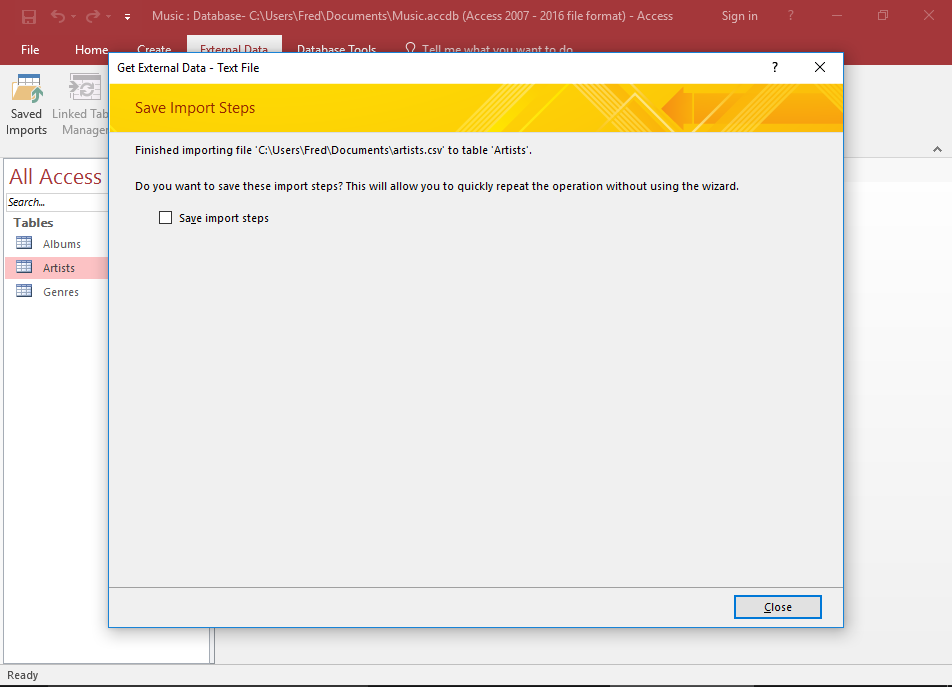 Music : Database- C:\Users\Fred\Documents\Music.accdb (Access 2007 - 2016 file format) - Access
Sign in
?
File
Home
Create
External Data
Database Tools
Tell me what you want to do
Get External Data - Text File
?
Saved
Imports
Linked Tab
Manager
Save Import Steps
Finished importing file 'C:\Users\Fred\Documents\artists.csv' to table 'Artists'.
Do you want to save these import steps? This will allow you to quickly repeat the operation without using the wizard.
Save import steps
All Access
Search...
Tables
Albums
Artists
Genres
Close
Ready